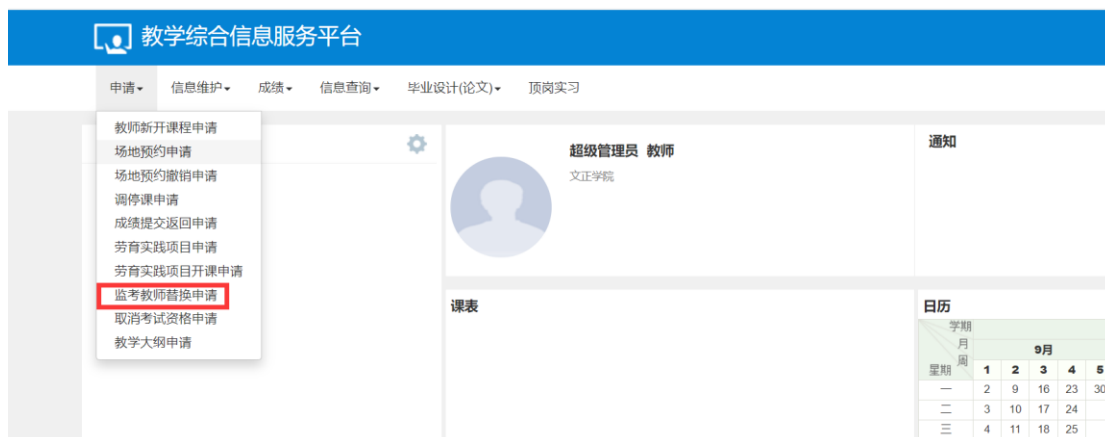 教学综合信息服务平台
申请 信息维护 成绩 信息查询 毕业设计(论文) 顶岗实习
教师新开课程申请
场地预约申请
场地预约撤销申请
调停课申请
成绩提交返回申请
劳育实践项目申请
劳育实践项目开课申请
监考教师替换申请
取消考试资格申请
教学大纲申请
超级管理员 教师
文正学院
通知
课表
日历
学期
月
周
星期
9月
1 2 3 4 5
一 2 9 16 23 30
二 3 10 17 24
三 4 11 18 25